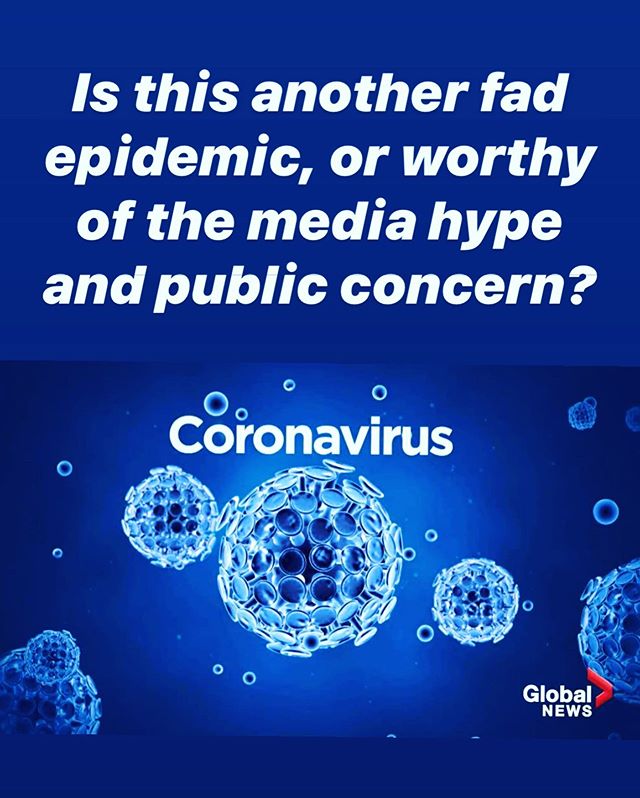 Is this another fad
epidemic, or worthy
of the media hype
and public concern?
Coronavirus
Global
NEWS